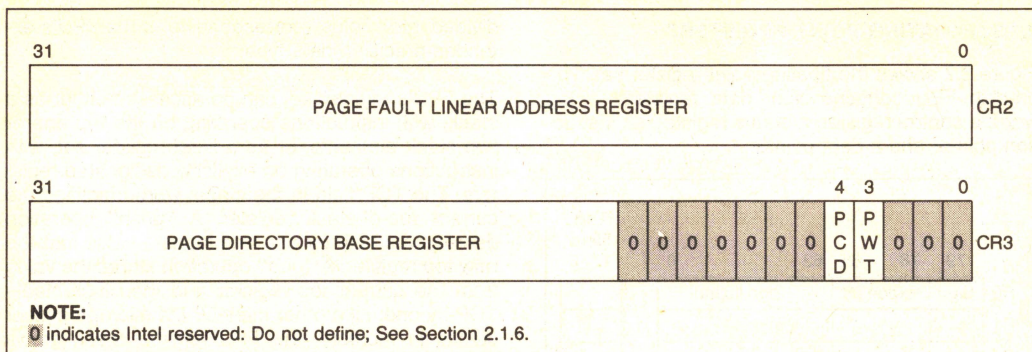 31 0
PAGE FAULT LINEAR ADDRESS REGISTER CR2
31 4 3 0
PAGE DIRECTORY BASE REGISTER 0 0 0 0 0 0 0 PCD PWT 0 0 0 CR3
NOTE:
0 indicates Intel reserved: Do not define; See Section 2.1.6.